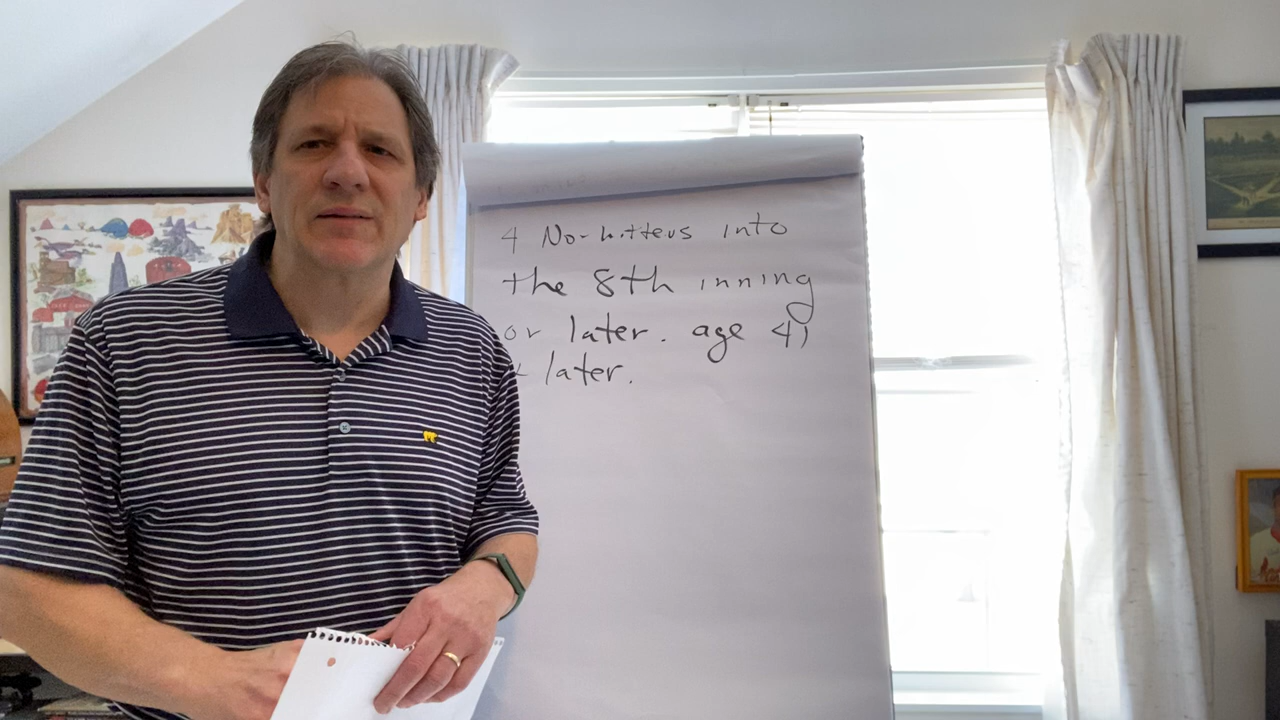 4 No-hitters into
the 8th inning
or later. age 41
& later.